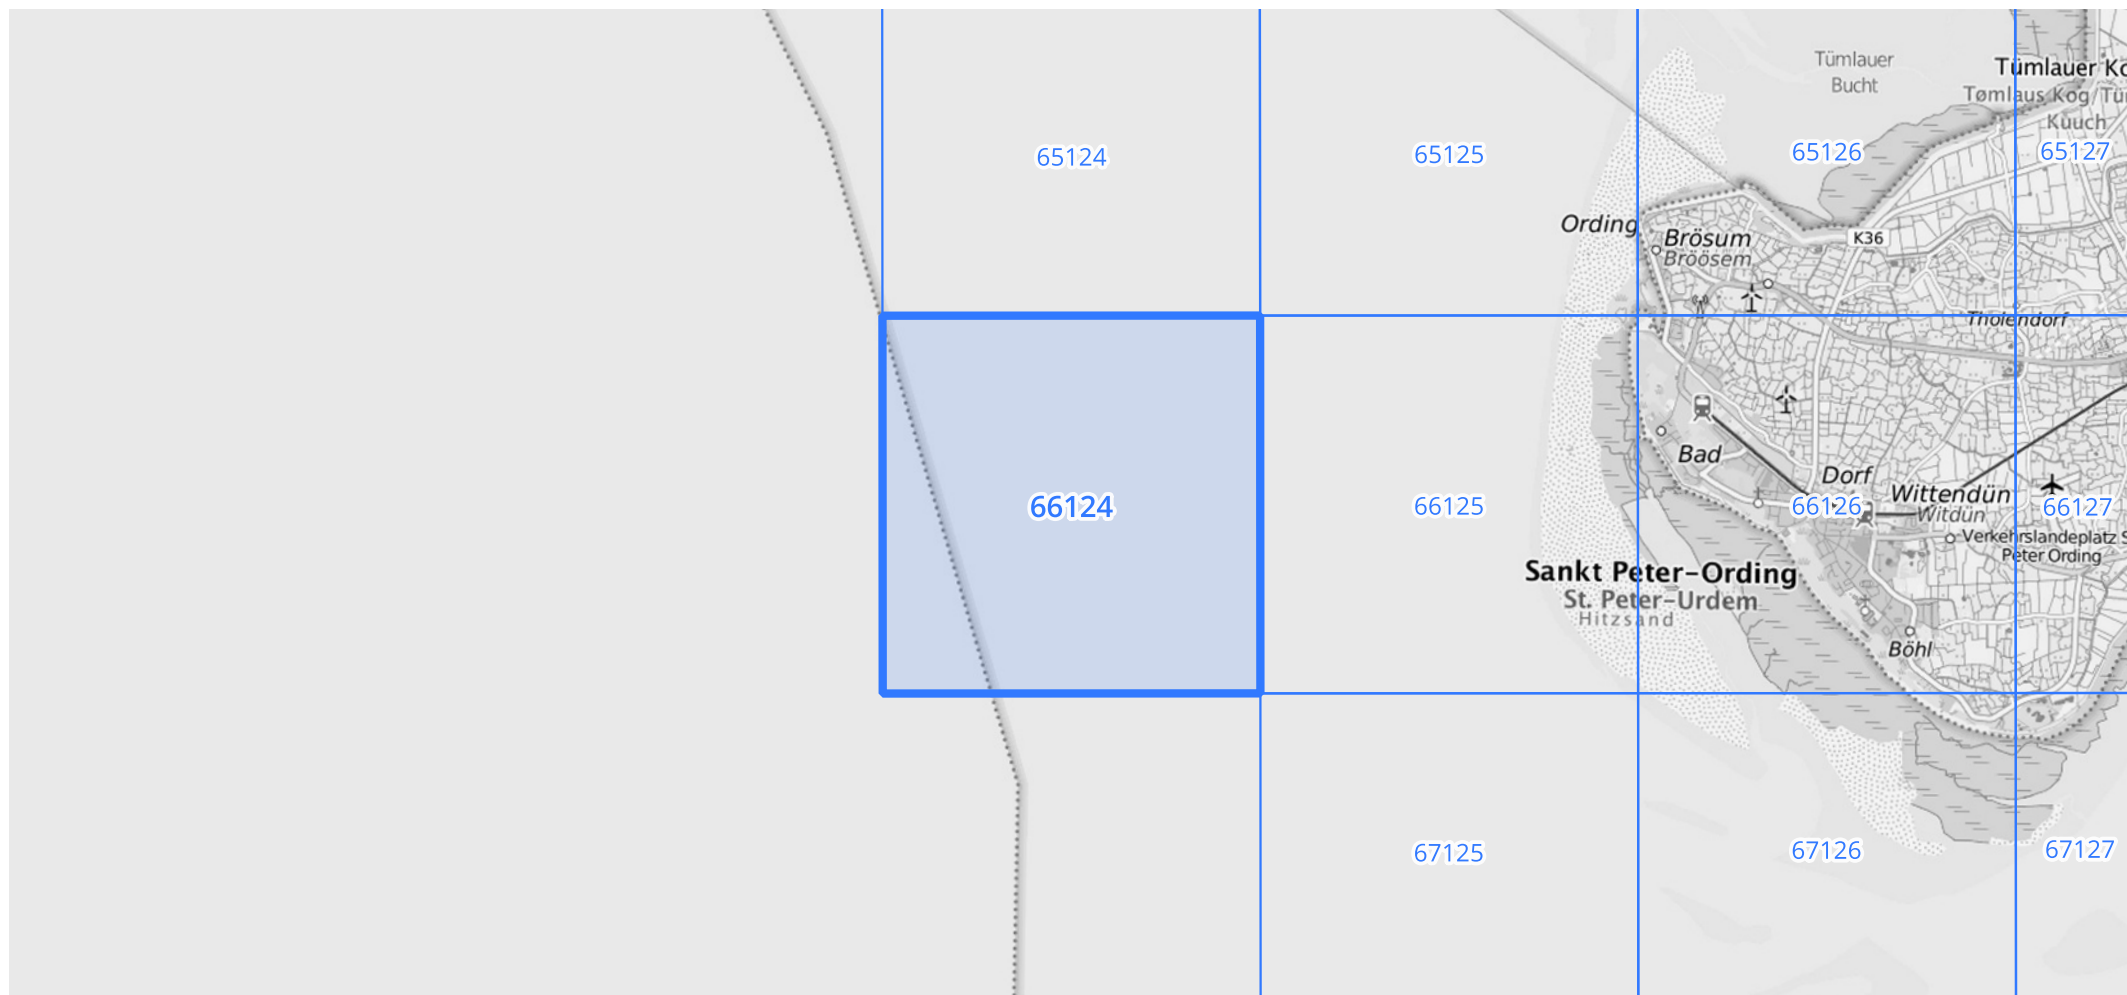 Tümlauer
Bucht
Tümlauer Ko
Tømlaus Kog/Tü
Kuuch
65124
65125
65126
65127
Ording
Brösum
Bröösem
K36
Tholendorf
Bad
Dorf
Wittendün
Witdün
66124
66125
66126
66127
Verkehrslandeplatz S
Peter Ording
Sankt Peter-Ording
St. Peter-Urdem
Hitzsand
Böhl
67125
67126
67127